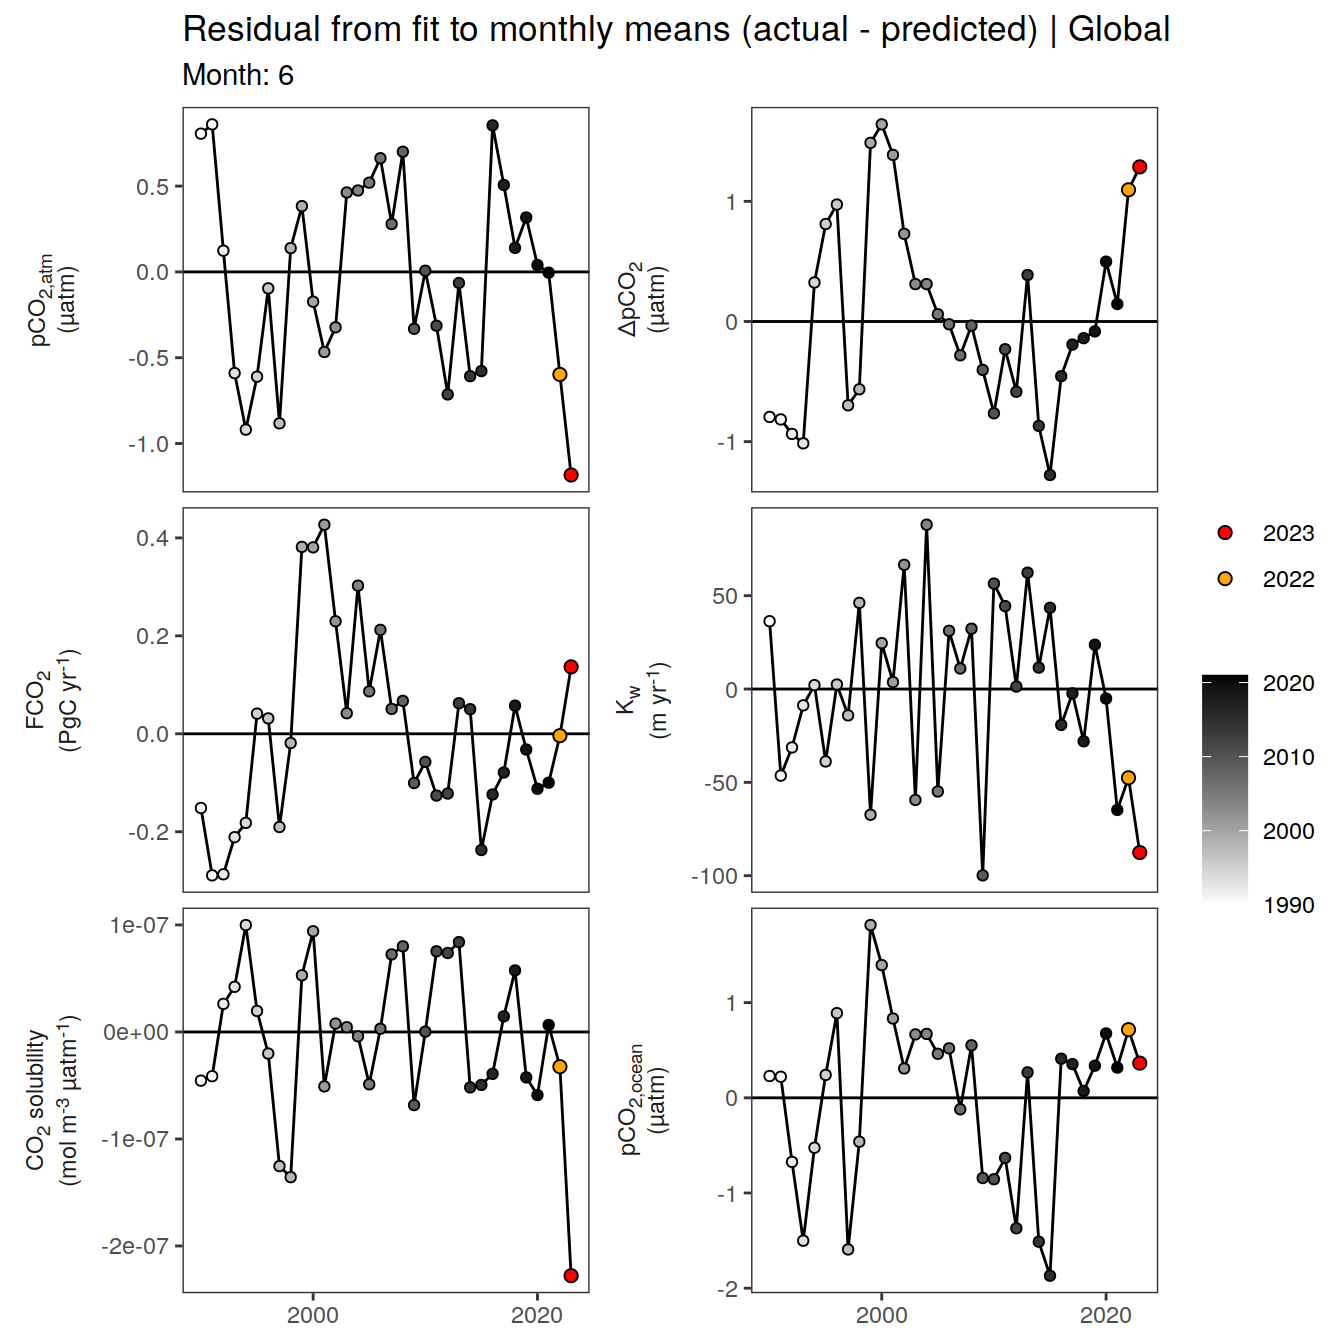 Residual from fit to monthly means (actual - predicted) | Global
Month: 6
pCO2,atm
(µatm)
0.5
0.0
-0.5
-1.0
ΔpCO2
(µatm)
1
0
-1
FCO2
(PgC yr-1)
0.4
0.2
0.0
-0.2
Kw
(m yr-1)
50
0
-50
-100
CO2 solubility
(mol m-3 µatm-1)
1e-07
0e+00
-1e-07
-2e-07
2000
2020
pCO2,ocean
(µatm)
1
0
-1
-2
2000
2020
2023
2022
2020
2010
2000
1990